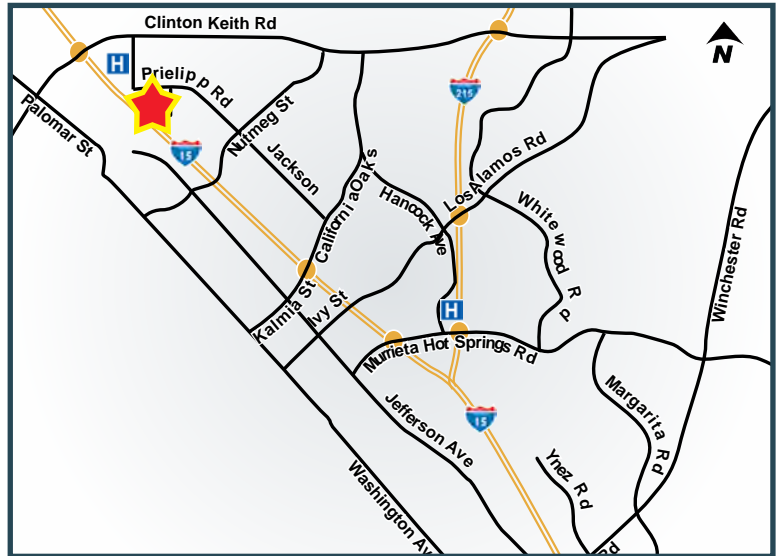 Clinton Keith Rd
N
H
Prielipp Rd
215
Palomar St
Nutmeg St
15
Jackson
California Oaks
Los Alamos Rd
Hancock Ave
Whitewood Rd
Winchester Rd
Kalmia St
Ivy St
H
Murrieta Hot Springs Rd
Margarita Rd
Jefferson Ave
15
Ynez Rd
Washington Av
Rd